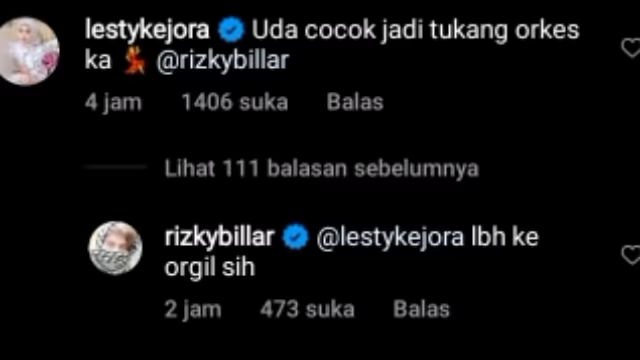 lestykejora Uda cocok jadi tukang orkes
ka 💃 @rizkybillar
4 jam 1406 suka Balas
Lihat 111 balasan sebelumnya
rizkybillar @lestykejora lbh ke
orgil sih
2 jam 473 suka Balas